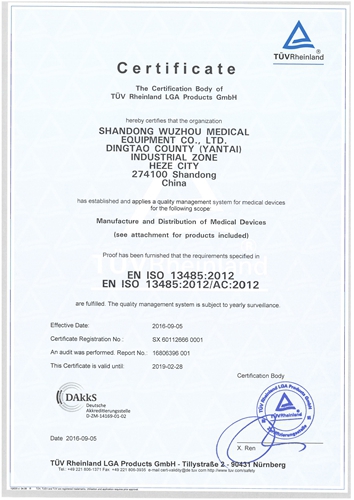 TÜVRheinland
Certificate
The Certification Body of
TÜV Rheinland LGA Products GmbH
hereby certifies that the organization
SHANDONG WUZHOU MEDICAL
EQUIPMENT CO., LTD.
DINGTAO COUNTY (YANTAI)
INDUSTRIAL ZONE
HEZE CITY
274100 Shandong
China
has established and applies a quality management system for medical devices
for the following scope:
Manufacture and Distribution of Medical Devices
(see attachment for products included)
Proof has been furnished that the requirements specified in
EN ISO 13485:2012
EN ISO 13485:2012/AC:2012
are fulfilled. The quality management system is subject to yearly surveillance.
Effective Date: 2016-09-05
Certificate Registration No.: SX 60112666 0001
An audit was performed. Report No.: 16806396 001
This Certificate is valid until: 2019-02-28
Certification Body
DAkkS
Deutsche
Akkreditierungsstelle
D-ZM-14169-01-02
TÜV Rheinland LGA Products GmbH
Zertifizierungsstelle
Date 2016-09-05
X. Ren
TÜV Rheinland LGA Products GmbH - Tillystraße 2 - 90431 Nürnberg